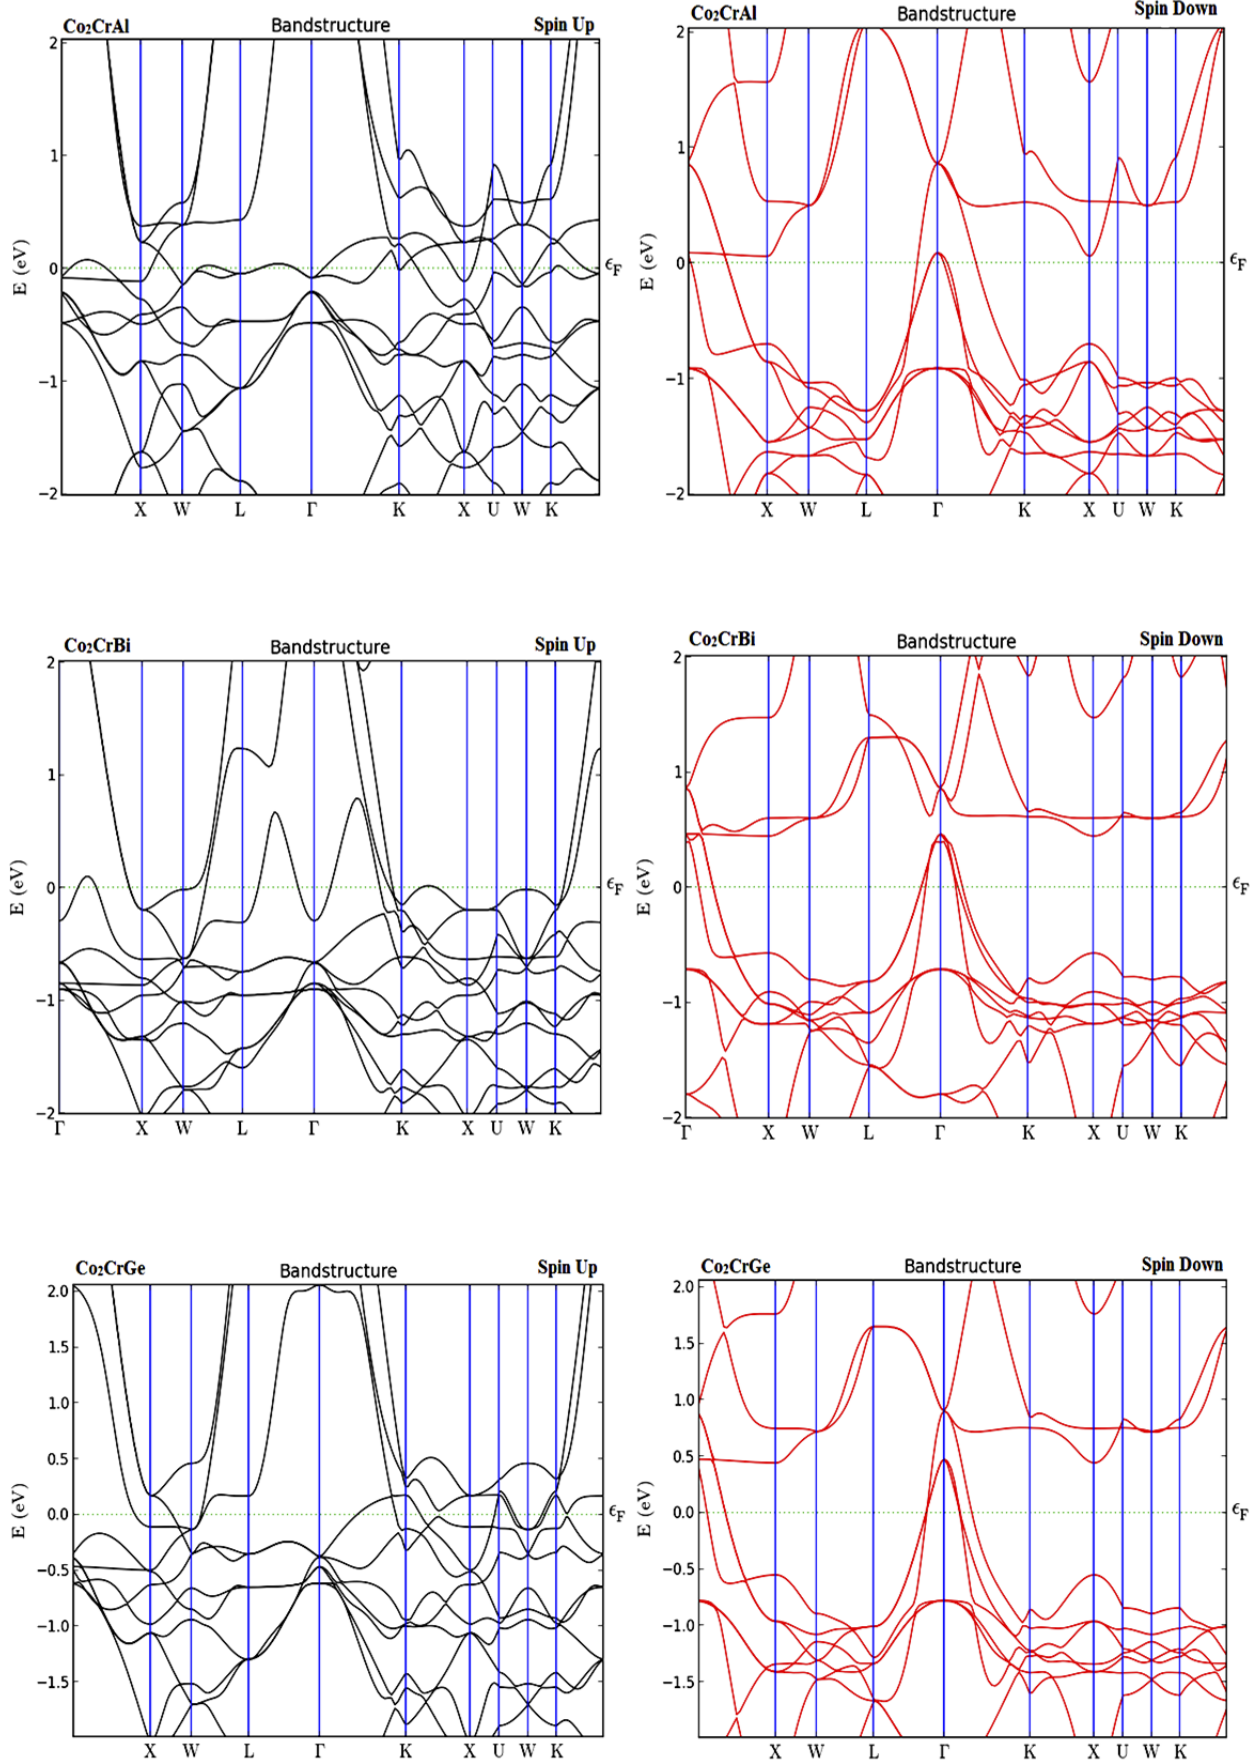 Co₂CrAl Bandstructure Spin Up
2
1
0
−1
−2
E (eV)
ϵF
X W L Γ K X U W K
Co₂CrAl Bandstructure Spin Down
2
1
0
−1
−2
E (eV)
ϵF
X W L Γ K X U W K
Co₂CrBi Bandstructure Spin Up
2
1
0
−1
−2
E (eV)
ϵF
Γ X W L Γ K X U W K
Co₂CrBi Bandstructure Spin Down
2
1
0
−1
−2
E (eV)
ϵF
Γ X W L Γ K X U W K
Co₂CrGe Bandstructure Spin Up
2.0
1.5
1.0
0.5
0.0
−0.5
−1.0
−1.5
E (eV)
ϵF
X W L Γ K X U W K
Co₂CrGe Bandstructure Spin Down
2.0
1.5
1.0
0.5
0.0
−0.5
−1.0
−1.5
E (eV)
ϵF
X W L Γ K X U W K